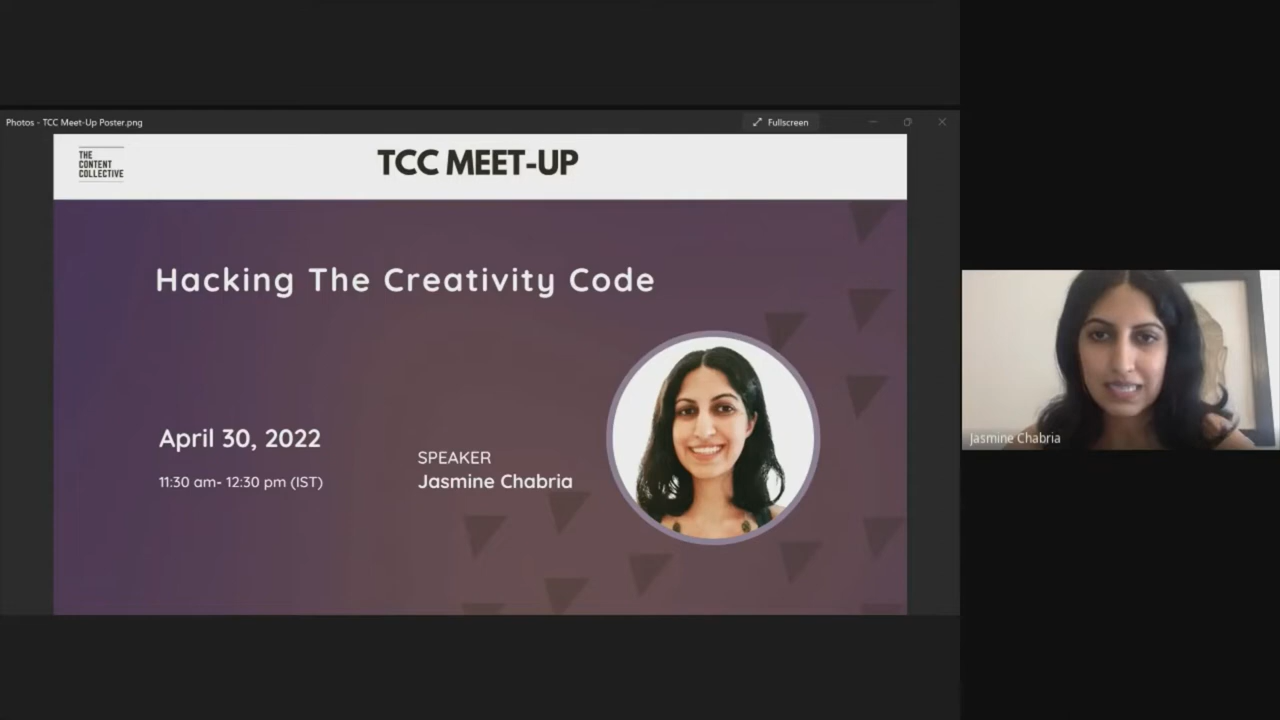 Photos - TCC Meet-Up Poster.png
Fullscreen
THE
CONTENT
COLLECTIVE
TCC MEET-UP
Hacking The Creativity Code
April 30, 2022
11:30 am- 12:30 pm (IST)
SPEAKER
Jasmine Chabria
Jasmine Chabria